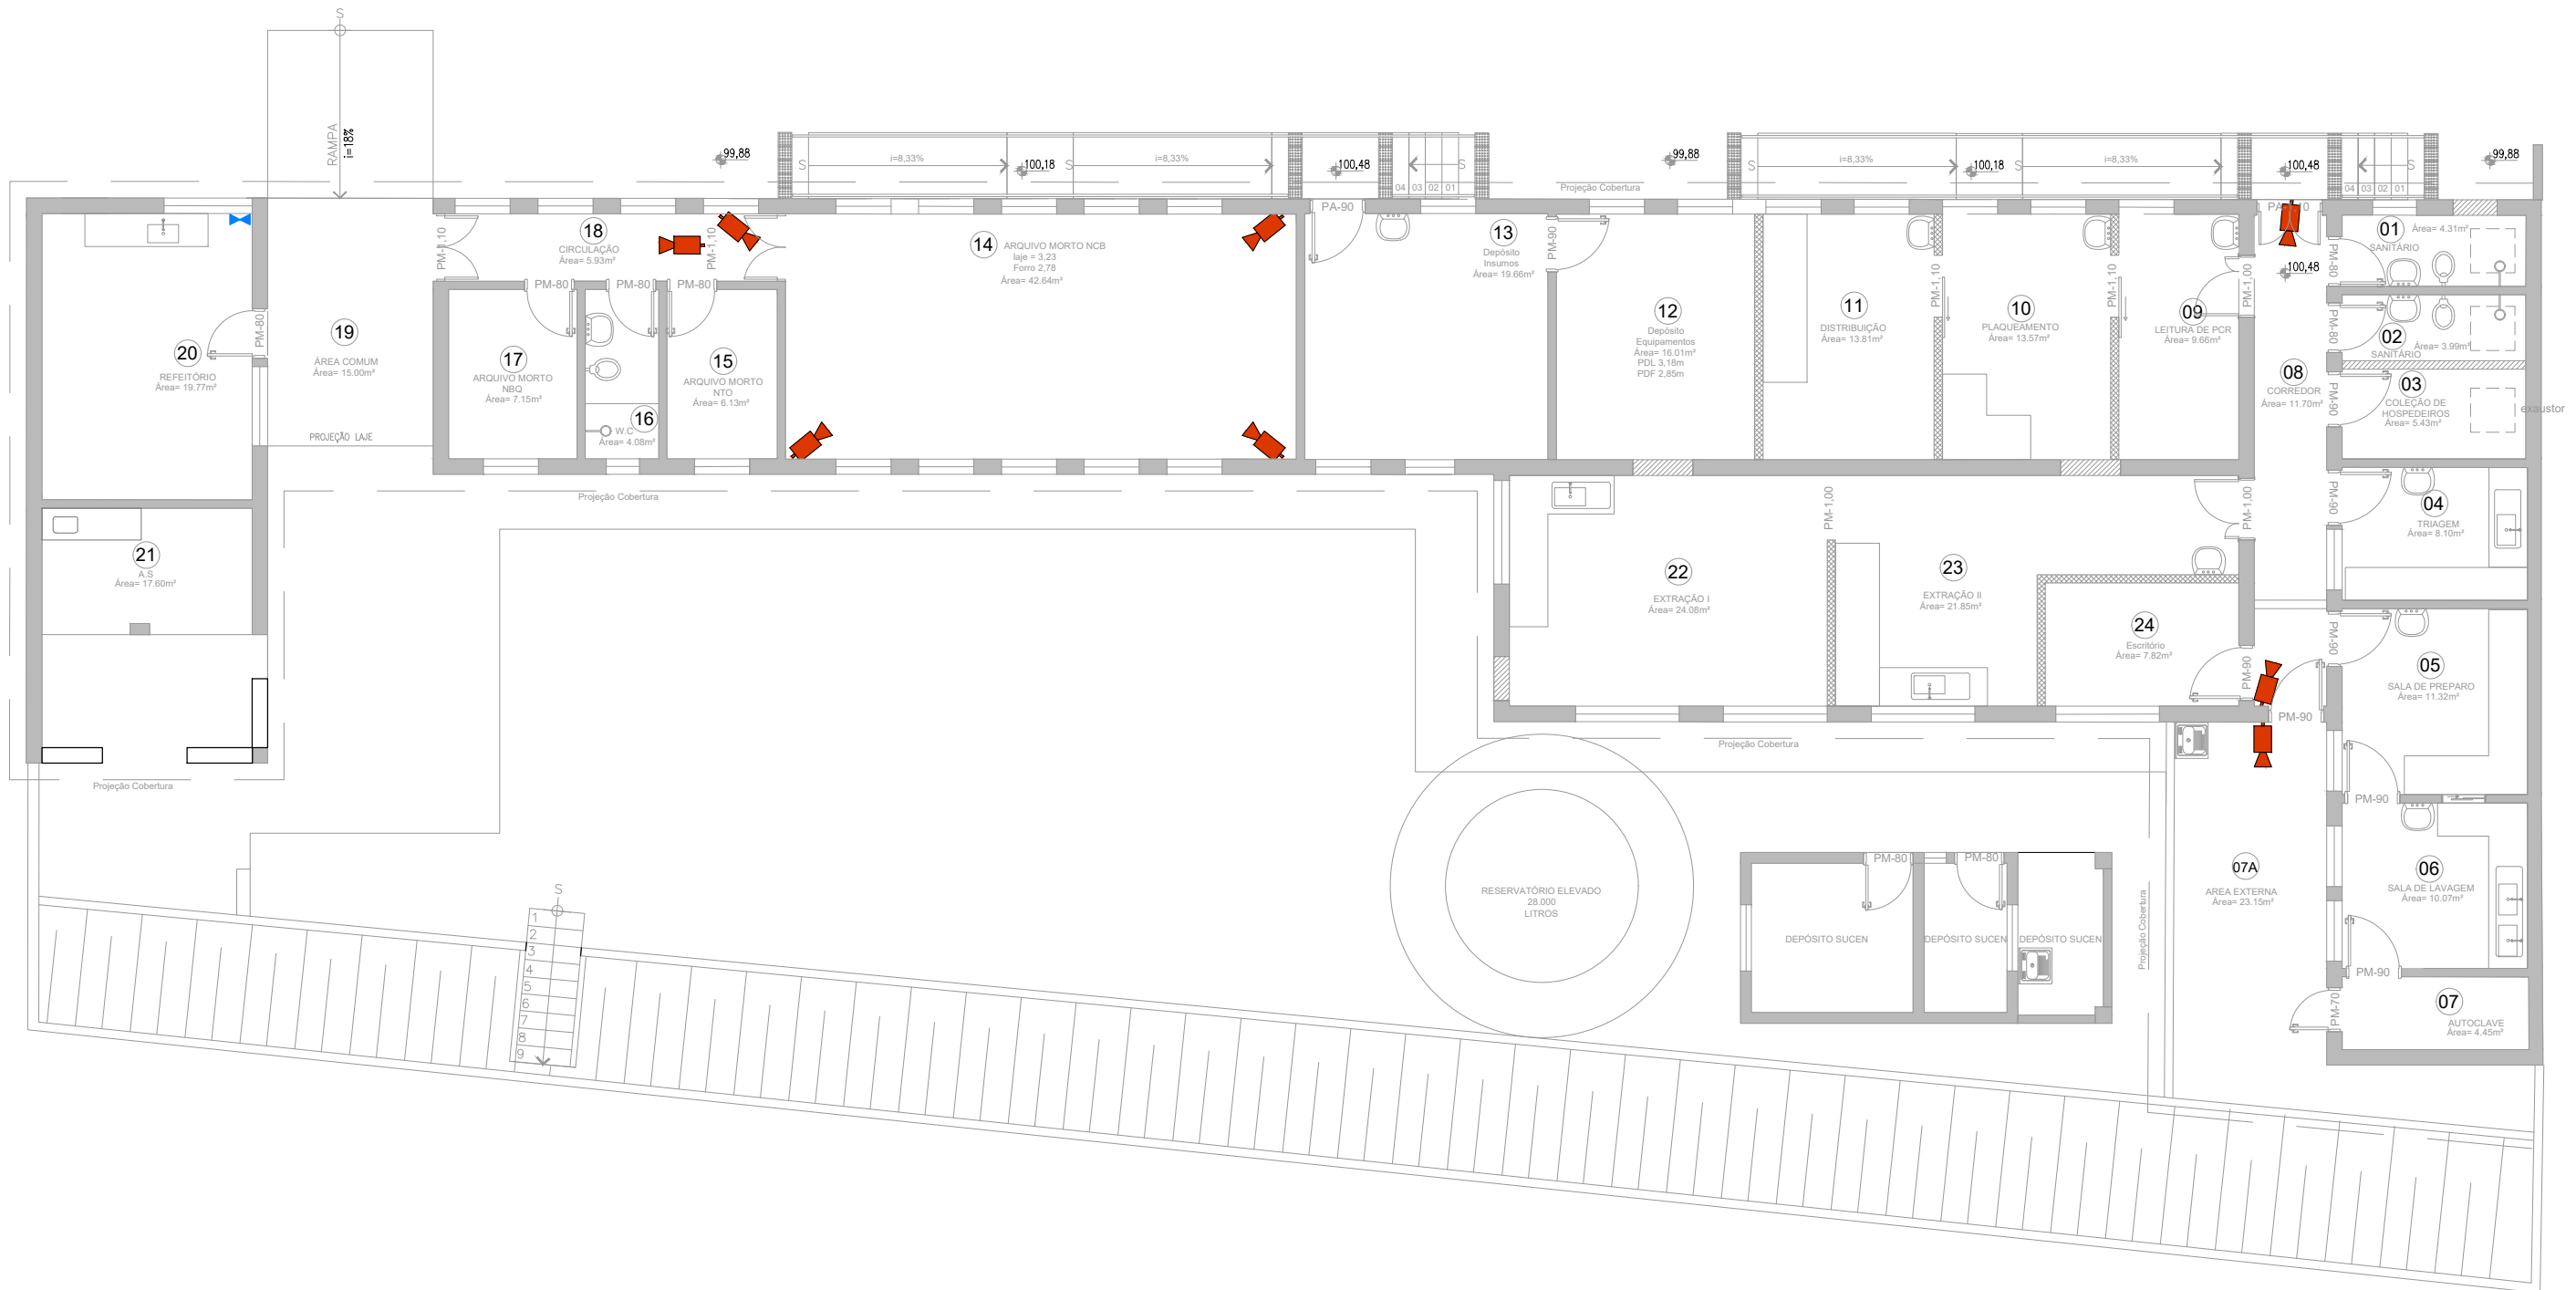 S
RAMPA
i=18%
99,88
S
i=8,33%
100,18
S
i=8,33%
100,48
S
04 03 02 01
Projeção Cobertura
99,88
S
i=8,33%
100,18
S
i=8,33%
100,48
S
04 03 02 01
99,88
20
REFEITÓRIO
Área= 19.77m²
PM-80
19
ÁREA COMUM
Área= 15.00m²
PROJEÇÃO LAJE
PM-1,10
18
CIRCULAÇÃO
Área= 5.93m²
PM-1,10
PM-80
PM-80
PM-80
17
ARQUIVO MORTO
NBQ
Área= 7.15m²
16
W.C
Área= 4.08m²
15
ARQUIVO MORTO
NTO
Área= 6.13m²
14
ARQUIVO MORTO NCB
laje = 3,23
Forro 2,78
Área= 42.64m²
PA-90
13
Depósito
Insumos
Área= 19.66m²
PM-90
12
Depósito
Equipamentos
Área= 16.01m²
PDL 3,18m
PDF 2,85m
11
DISTRIBUIÇÃO
Área= 13.81m²
PM-1,10
10
PLAQUEAMENTO
Área= 13.57m²
PM-1,10
09
LEITURA DE PCR
Área= 9.66m²
PM-1,00
100,48
08
CORREDOR
Área= 11.70m²
PM-80
01
Área= 4.31m²
SANITÁRIO
PM-80
02
Área= 3.99m²
SANITÁRIO
PM-90
03
COLEÇÃO DE
HOSPEDEIROS
Área= 5.43m²
exaustor
PM-90
04
TRIAGEM
Área= 8.10m²
Projeção Cobertura
21
A.S
Área= 17.60m²
Projeção Cobertura
22
EXTRAÇÃO I
Área= 24.08m²
PM-1,00
23
EXTRAÇÃO II
Área= 21.85m²
PM-1,00
24
Escritório
Área= 7.82m²
PM-90
PM-90
PM-90
05
SALA DE PREPARO
Área= 11.32m²
PM-90
Projeção Cobertura
06
SALA DE LAVAGEM
Área= 10.07m²
PM-90
07A
AREA EXTERNA
Área= 23.15m²
Projeção Cobertura
07
AUTOCLAVE
Área= 4.45m²
PM-70
RESERVATÓRIO ELEVADO
28.000
LITROS
PM-80
PM-80
DEPÓSITO SUCEN
DEPÓSITO SUCEN
DEPÓSITO SUCEN
S
1
2
3
4
5
6
7
8
9